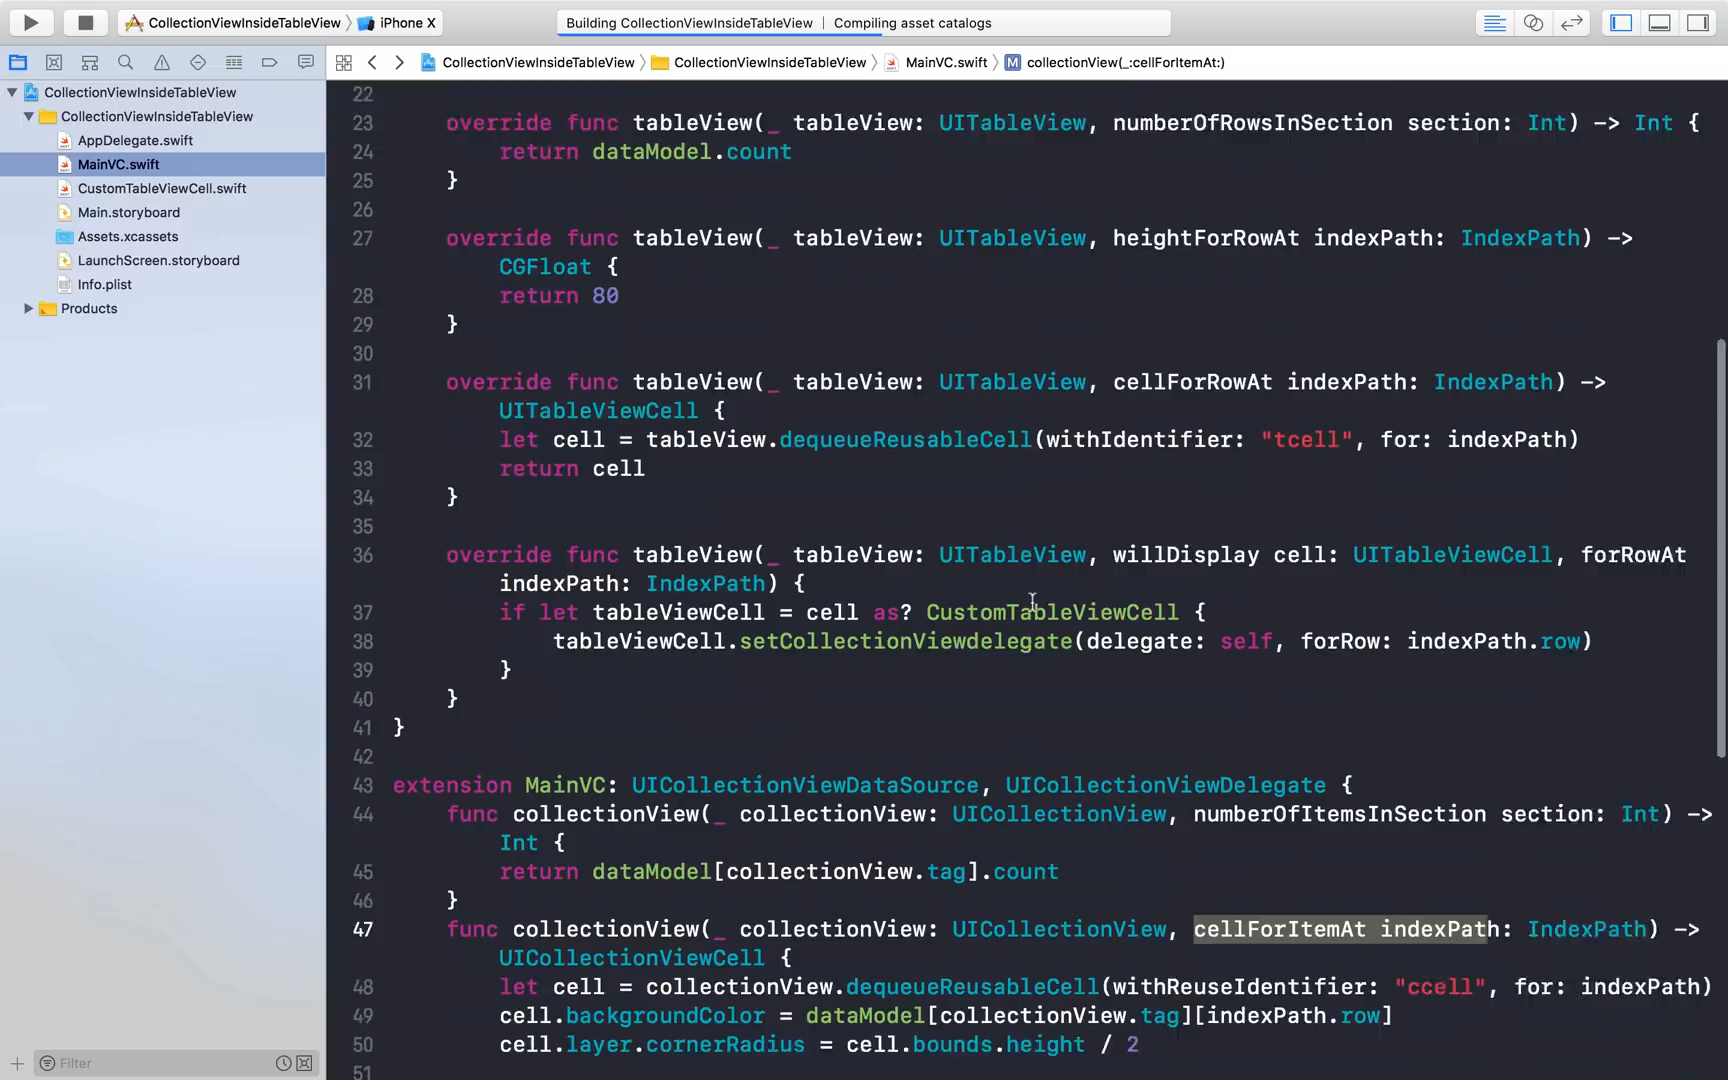 CollectionViewInsideTableView iPhone X Building CollectionViewInsideTableView | Compiling asset catalogs
CollectionViewInsideTableView CollectionViewInsideTableView MainVC.swift M collectionView(_:cellForItemAt:)
CollectionViewInsideTableView
CollectionViewInsideTableView
AppDelegate.swift
MainVC.swift
CustomTableViewCell.swift
Main.storyboard
Assets.xcassets
LaunchScreen.storyboard
Info.plist
Products
Filter
22
23 override func tableView(_ tableView: UITableView, numberOfRowsInSection section: Int) -> Int {
24 return dataModel.count
25 }
26
27 override func tableView(_ tableView: UITableView, heightForRowAt indexPath: IndexPath) ->
CGFloat {
28 return 80
29 }
30
31 override func tableView(_ tableView: UITableView, cellForRowAt indexPath: IndexPath) ->
UITableViewCell {
32 let cell = tableView.dequeueReusableCell(withIdentifier: "tcell", for: indexPath)
33 return cell
34 }
35
36 override func tableView(_ tableView: UITableView, willDisplay cell: UITableViewCell, forRowAt
indexPath: IndexPath) {
37 if let tableViewCell = cell as? CustomTableViewCell {
38 tableViewCell.setCollectionViewdelegate(delegate: self, forRow: indexPath.row)
39 }
40 }
41 }
42
43 extension MainVC: UICollectionViewDataSource, UICollectionViewDelegate {
44 func collectionView(_ collectionView: UICollectionView, numberOfItemsInSection section: Int) ->
Int {
45 return dataModel[collectionView.tag].count
46 }
47 func collectionView(_ collectionView: UICollectionView, cellForItemAt indexPath: IndexPath) ->
UICollectionViewCell {
48 let cell = collectionView.dequeueReusableCell(withReuseIdentifier: "ccell", for: indexPath)
49 cell.backgroundColor = dataModel[collectionView.tag][indexPath.row]
50 cell.layer.cornerRadius = cell.bounds.height / 2
51